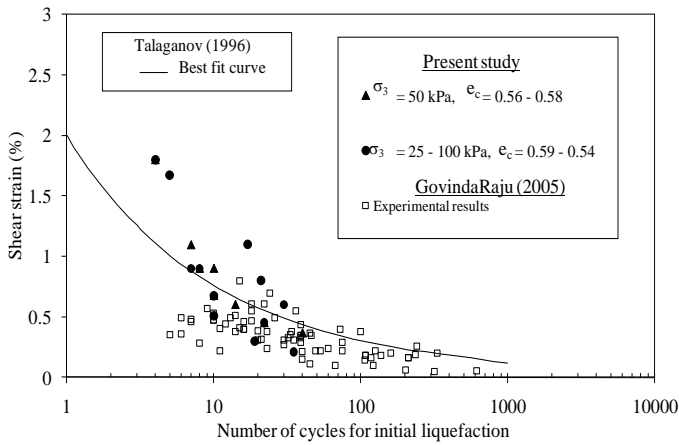 3
2.5
2
1.5
1
0.5
0
Shear strain (%)
Talaganov (1996)
Best fit curve
Present study
σ3 = 50 kPa, ec = 0.56 - 0.58
σ3 = 25 - 100 kPa, ec = 0.59 - 0.54
GovindaRaju (2005)
Experimental results
1 10 100 1000 10000
Number of cycles for initial liquefaction